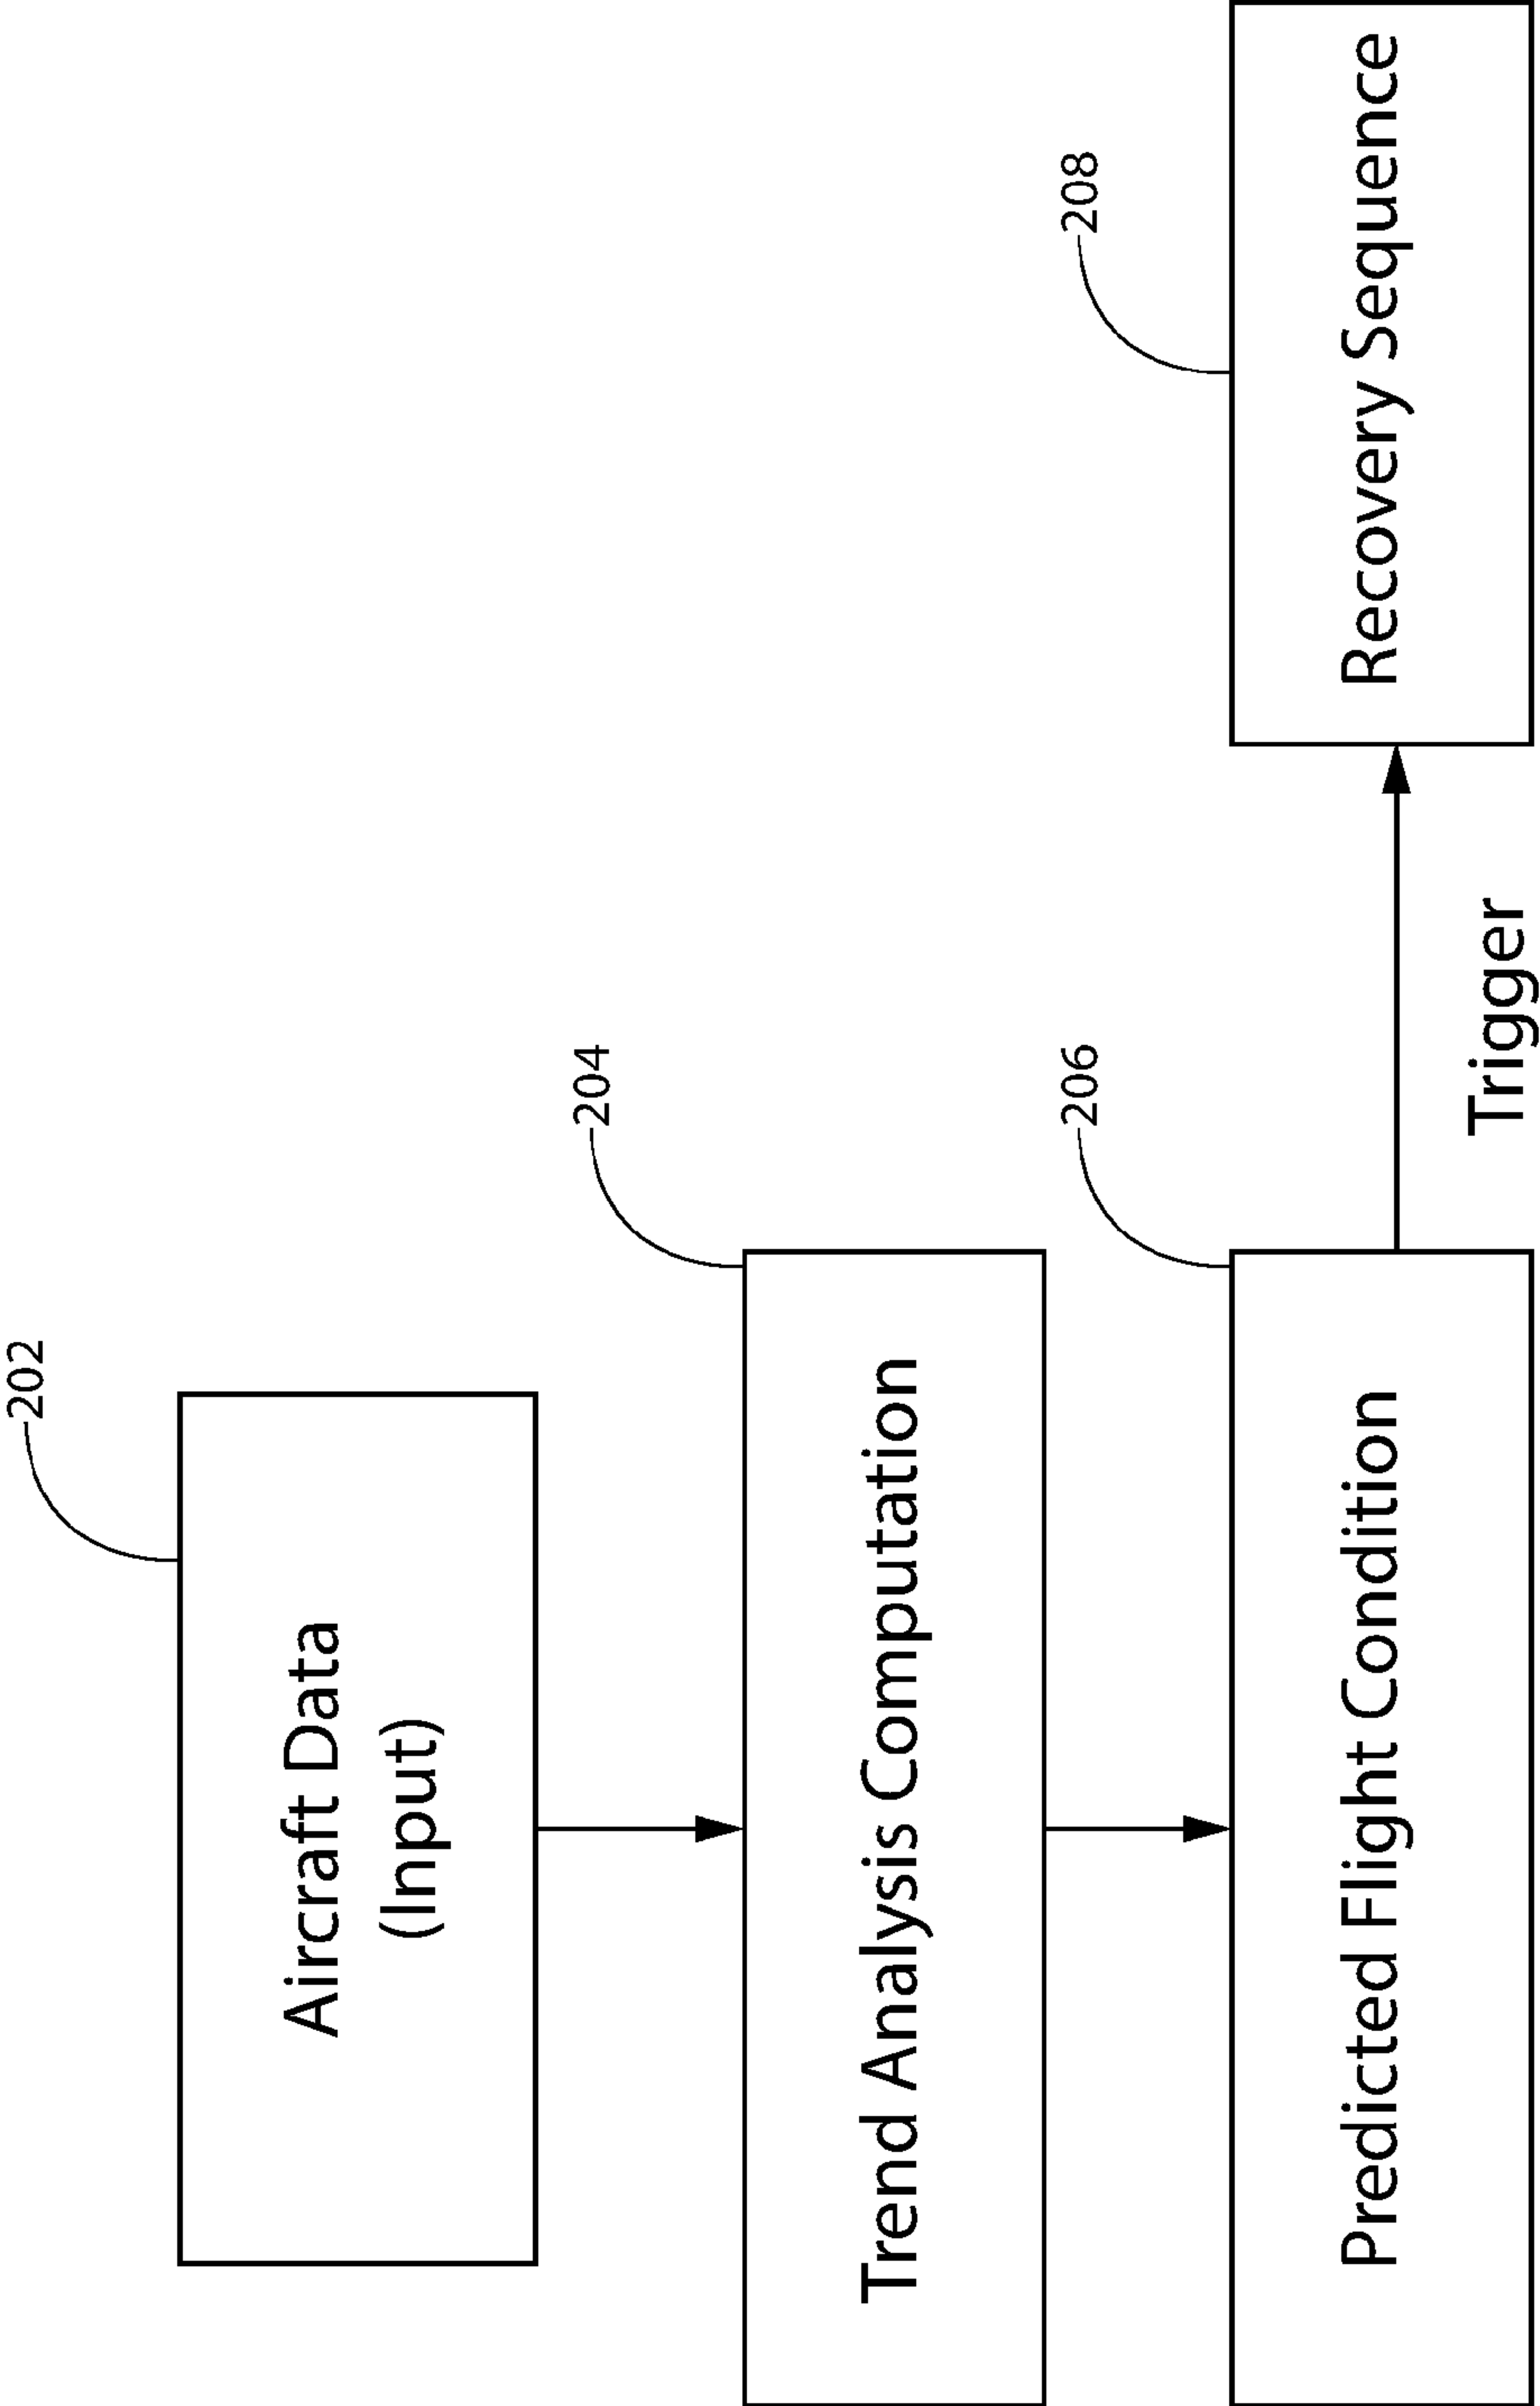 202
Aircraft Data
(Input)
204
Trend Analysis Computation
206
Predicted Flight Condition
Trigger
208
Recovery Sequence